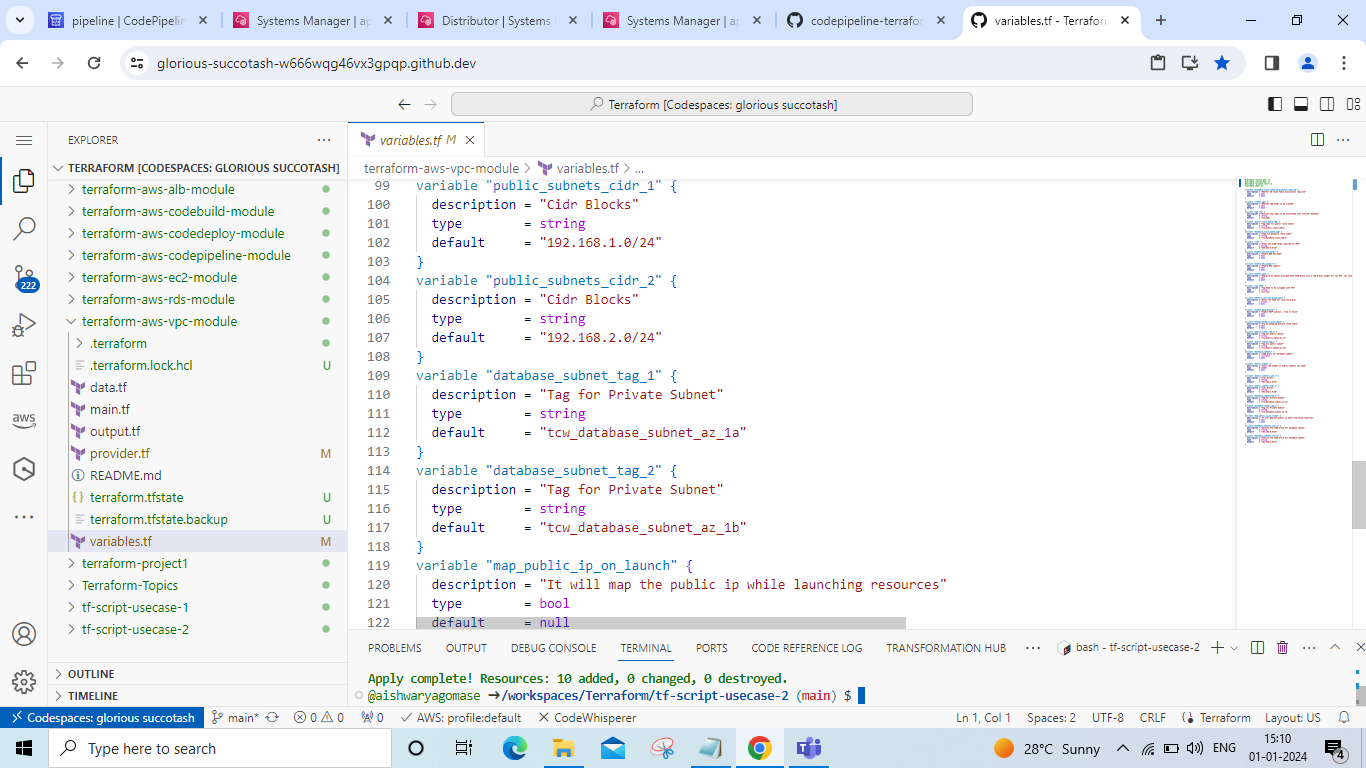 pipeline | CodePipelin
Systems Manager | ap
Distributor | Systems
Systems Manager | ap
codepipeline-terrafor
variables.tf - Terraform
glorious-succotash-w666wqg46vx3gpqp.github.dev
Terraform [Codespaces: glorious succotash]
EXPLORER
TERRAFORM [CODESPACES: GLORIOUS SUCCOTASH]
terraform-aws-alb-module
terraform-aws-codebuild-module
terraform-aws-codedeploy-module
terraform-aws-codepipeline-module
terraform-aws-ec2-module
terraform-aws-rds-module
terraform-aws-vpc-module
.terraform
.terraform.lock.hcl U
data.tf
main.tf
output.tf
provider.tf M
README.md
terraform.tfstate U
terraform.tfstate.backup U
variables.tf M
terraform-project1
Terraform-Topics
tf-script-usecase-1
tf-script-usecase-2
OUTLINE
TIMELINE
222
aws
variables.tf M
terraform-aws-vpc-module > variables.tf > ...
99 variable "public_subnets_cidr_1" {
100 description = "Cidr Blocks"
101 type = string
102 default = "192.168.1.0/24"
103 }
104 variable "public_subnets_cidr_2" {
105 description = "Cidr Blocks"
106 type = string
107 default = "192.168.2.0/24"
108 }
109 variable "database_subnet_tag_1" {
110 description = "Tag for Private Subnet"
111 type = string
112 default = "tcw_database_subnet_az_1a"
113 }
114 variable "database_subnet_tag_2" {
115 description = "Tag for Private Subnet"
116 type = string
117 default = "tcw_database_subnet_az_1b"
118 }
119 variable "map_public_ip_on_launch" {
120 description = "It will map the public ip while launching resources"
121 type = bool
122 default = null
PROBLEMS OUTPUT DEBUG CONSOLE TERMINAL PORTS CODE REFERENCE LOG TRANSFORMATION HUB ... bash - tf-script-usecase-2
Apply complete! Resources: 10 added, 0 changed, 0 destroyed.
@aishwaryagomase ➜/workspaces/Terraform/tf-script-usecase-2 (main) $
Codespaces: glorious succotash main* 0 0 0 AWS: profile:default CodeWhisperer Ln 1, Col 1 Spaces: 2 UTF-8 CRLF Terraform Layout: US
Type here to search
28°C Sunny ENG
15:10
01-01-2024
4